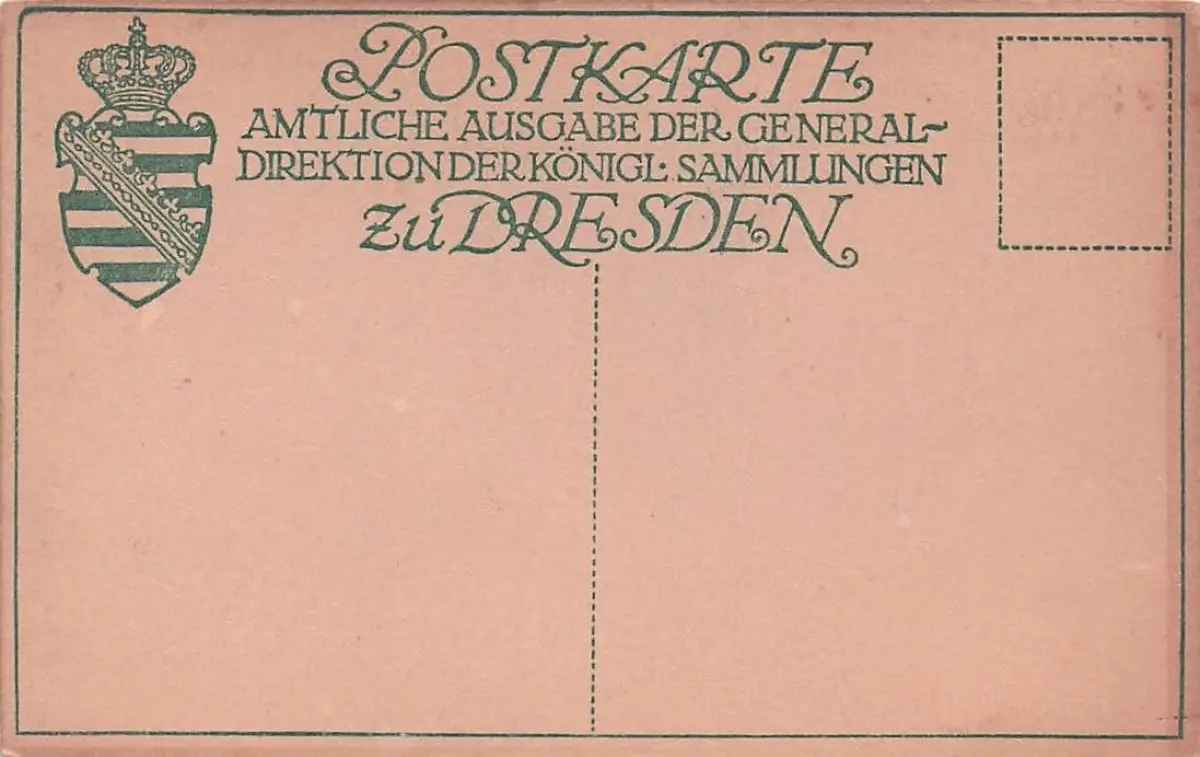 POSTKARTE
AMTLICHE AUSGABE DER GENERAL-
DIREKTION DER KÖNIGL: SAMMLUNGEN
zu DRESDEN